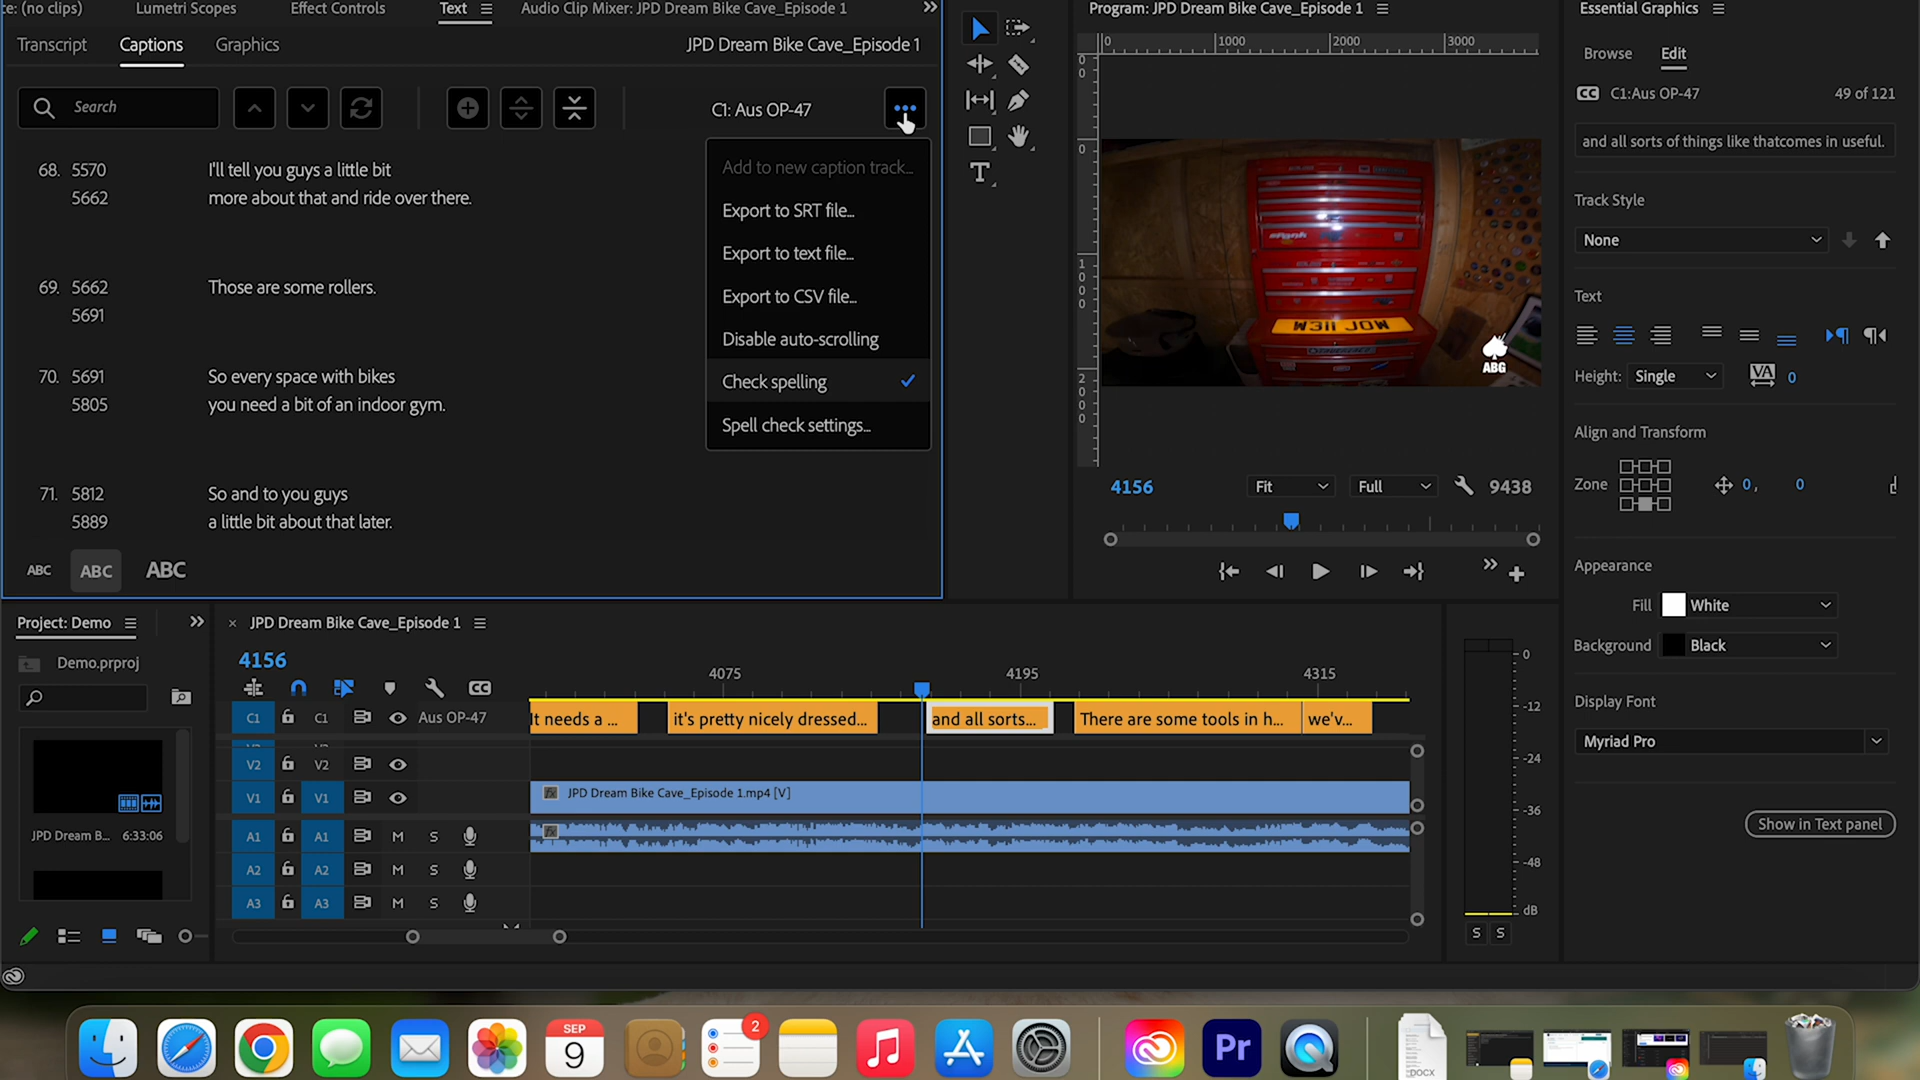 ce: (no clips)
Lumetri Scopes
Effect Controls
Text
Audio Clip Mixer: JPD Dream Bike Cave_Episode 1
Program: JPD Dream Bike Cave_Episode 1
Essential Graphics
Transcript
Captions
Graphics
JPD Dream Bike Cave_Episode 1
Browse
Edit
Search
C1: Aus OP-47
C1:Aus OP-47
49 of 121
and all sorts of things like thatcomes in useful.
68. 5570
5662
I'll tell you guys a little bit
more about that and ride over there.
69. 5662
5691
Those are some rollers.
70. 5691
5805
So every space with bikes
you need a bit of an indoor gym.
71. 5812
5889
So and to you guys
a little bit about that later.
ABC ABC ABC
Add to new caption track...
Export to SRT file...
Export to text file...
Export to CSV file...
Disable auto-scrolling
Check spelling
Spell check settings...
T
0 1000 2000 3000
0
0
0
1
0
0
0
2
0
0
0
W311 JOW
ABG
4156
Fit
Full
9438
Track Style
None
Text
Height: Single
VA 0
Align and Transform
Zone
0, 0
Appearance
Fill White
Background Black
Display Font
Myriad Pro
Show in Text panel
Project: Demo
Demo.prproj
JPD Dream B... 6:33:06
× JPD Dream Bike Cave_Episode 1
4156
4075 4195 4315
CC
C1 C1 Aus OP-47
It needs a ...
it's pretty nicely dressed...
and all sorts...
There are some tools in h...
we'v...
V2 V2
V1 V1
fx JPD Dream Bike Cave_Episode 1.mp4 [V]
A1 A1 M S
fx
A2 A2 M S
A3 A3 M S
0
-12
-24
-36
-48
dB
S S
SEP
9
2
Pr
DOCX